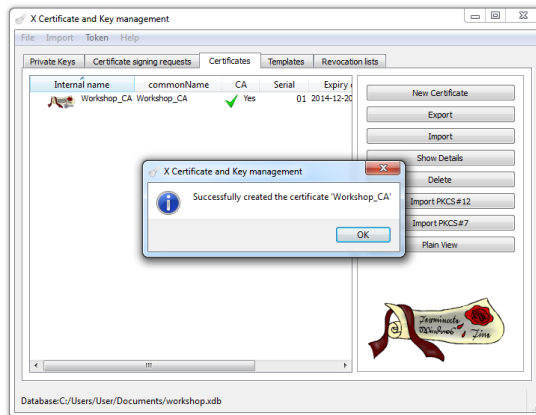 X Certificate and Key management
File Import Token Help
Private Keys Certificate signing requests Certificates Templates Revocation lists
Internal name commonName CA Serial Expiry
Workshop_CA Workshop_CA Yes 01 2014-12-20
New Certificate
Export
Import
Show Details
Delete
Import PKCS#12
Import PKCS#7
Plain View
X Certificate and Key management
Successfully created the certificate 'Workshop_CA'
OK
Database:C:/Users/User/Documents/workshop.xdb